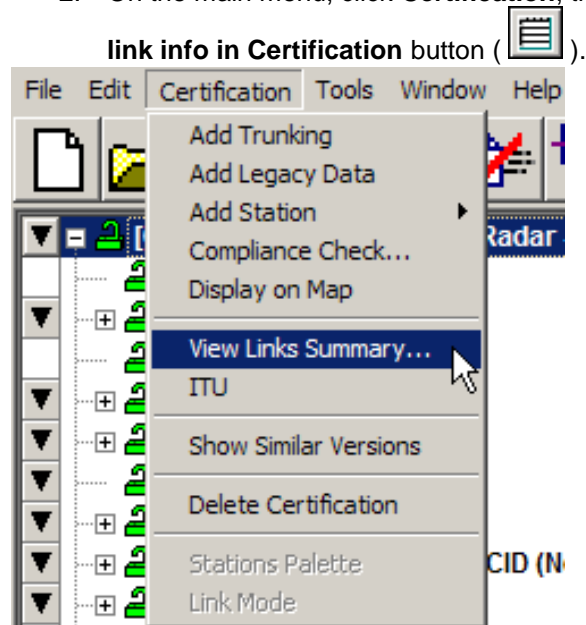 link info in Certification button ( ).
File Edit Certification Tools Window Help
Add Trunking
Add Legacy Data
Add Station
Compliance Check...
Display on Map
Radar
View Links Summary...
ITU
Show Similar Versions
Delete Certification
Stations Palette
CID (N
Link Mode